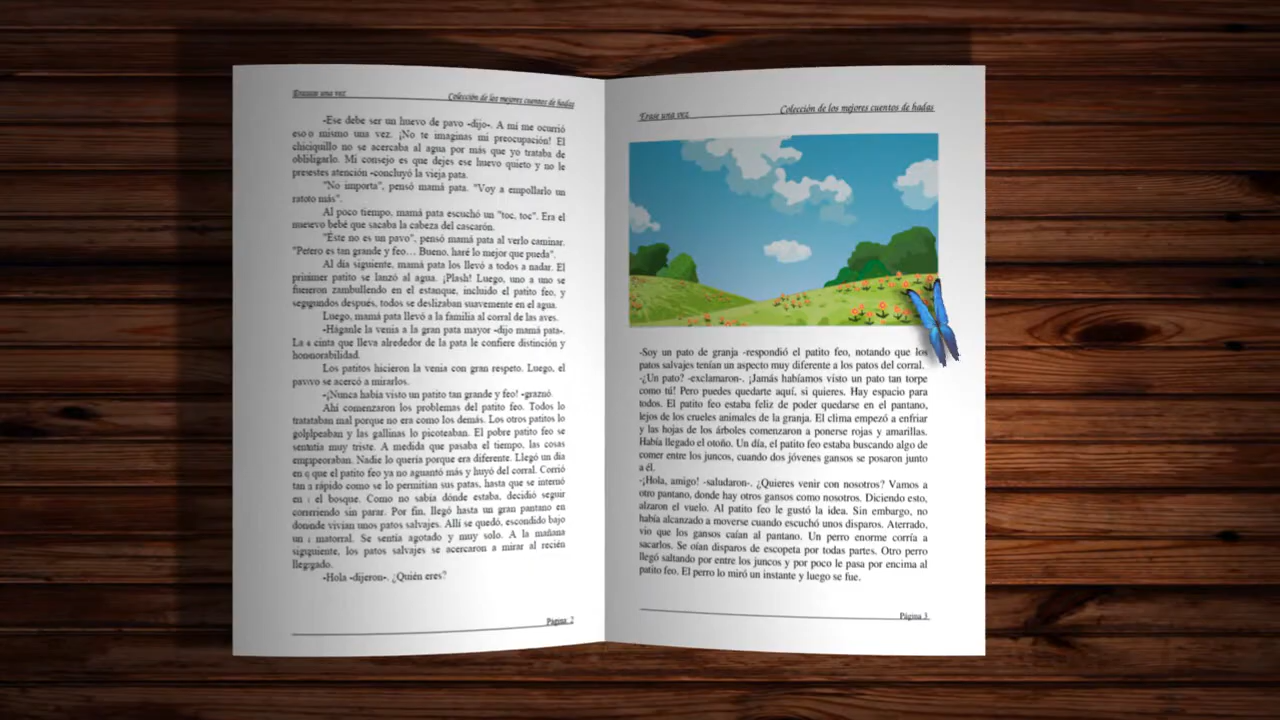 Erase una vez
Colección de los mejores cuentos de hadas
-Ese debe ser un huevo de pavo -dijo-. A mi me ocurrió
eso o mismo una vez. ¡No te imaginas mi preocupación! El
chiciquillo no se acercaba al agua por más que yo trataba de
obliligarlo. Mi consejo es que dejes ese huevo quieto y no le
presestes atención -concluyó la vieja pata.
"No importa", pensó mamá pata. "Voy a empollarlo un
ratoto más".
Al poco tiempo, mamá pata escuchó un "toc, toc". Era el
nuevo bebé que sacaba la cabeza del cascarón.
"Éste no es un pavo", pensó mamá pata al verlo caminar.
"Petero es tan grande y feo... Bueno, haré lo mejor que pueda".
Al día siguiente, mamá pata los llevó a todos a nadar. El
pririmer patito se lanzó al agua. ¡Plash! Luego, uno a uno se
fueieron zambullendo en el estanque, incluido el patito feo, y
segigundos después, todos se deslizaban suavemente en el agua.
Luego, mamá pata llevó a la familia al corral de las aves.
-Háganle la venia a la gran pata mayor -dijo mamá pata-.
La cinta que lleva alrededor de la pata le confiere distinción y
hononorabilidad.
Los patitos hicieron la venia con gran respeto. Luego, el
pavivo se acercó a mirarlos.
-¡Nunca había visto un patito tan grande y feo! -graznó.
Ahí comenzaron los problemas del patito feo. Todos lo
tratataban mal porque no era como los demás. Los otros patitos lo
golplpeaban y las gallinas lo picoteaban. El pobre patito feo se
sentitía muy triste. A medida que pasaba el tiempo, las cosas
empipeoraban. Nadie lo quería porque era diferente. Llegó un día
en q que el patito feo ya no aguantó más y huyó del corral. Corrió
tan a rápido como se lo permitían sus patas, hasta que se internó
en i el bosque. Como no sabía dónde estaba, decidió seguir
correriendo sin parar. Por fin, llegó hasta un gran pantano en
dononde vivían unos patos salvajes. Allí se quedó, escondido bajo
un i matorral. Se sentía agotado y muy solo. A la mañana
sigiguiente, los patos salvajes se acercaron a mirar al recién
llegegado.
-Hola -dijeron-. ¿Quién eres?
Pagina 2
Erase una vez
Colección de los mejores cuentos de hadas
-Soy un pato de granja -respondió el patito feo, notando que los
patos salvajes tenían un aspecto muy diferente a los patos del corral.
-¿Un pato? -exclamaron-. ¡Jamás habíamos visto un pato tan torpe
como tú! Pero puedes quedarte aquí, si quieres. Hay espacio para
todos. El patito feo estaba feliz de poder quedarse en el pantano,
lejos de los crueles animales de la granja. El clima empezó a enfriar
y las hojas de los árboles comenzaron a ponerse rojas y amarillas.
Había llegado el otoño. Un día, el patito feo estaba buscando algo de
comer entre los juncos, cuando dos jóvenes gansos se posaron junto
a él.
-¡Hola, amigo! -saludaron-. ¿Quieres venir con nosotros? Vamos a
otro pantano, donde hay otros gansos como nosotros. Diciendo esto,
alzaron el vuelo. Al patito feo le gustó la idea. Sin embargo, no
había alcanzado a moverse cuando escuchó unos disparos. Aterrado,
vio que los gansos caían al pantano. Un perro enorme corría a
sacarlos. Se oían disparos de escopeta por todas partes. Otro perro
llegó saltando por entre los juncos y por poco le pasa por encima al
patito feo. El perro lo miró un instante y luego se fue.
Página 3